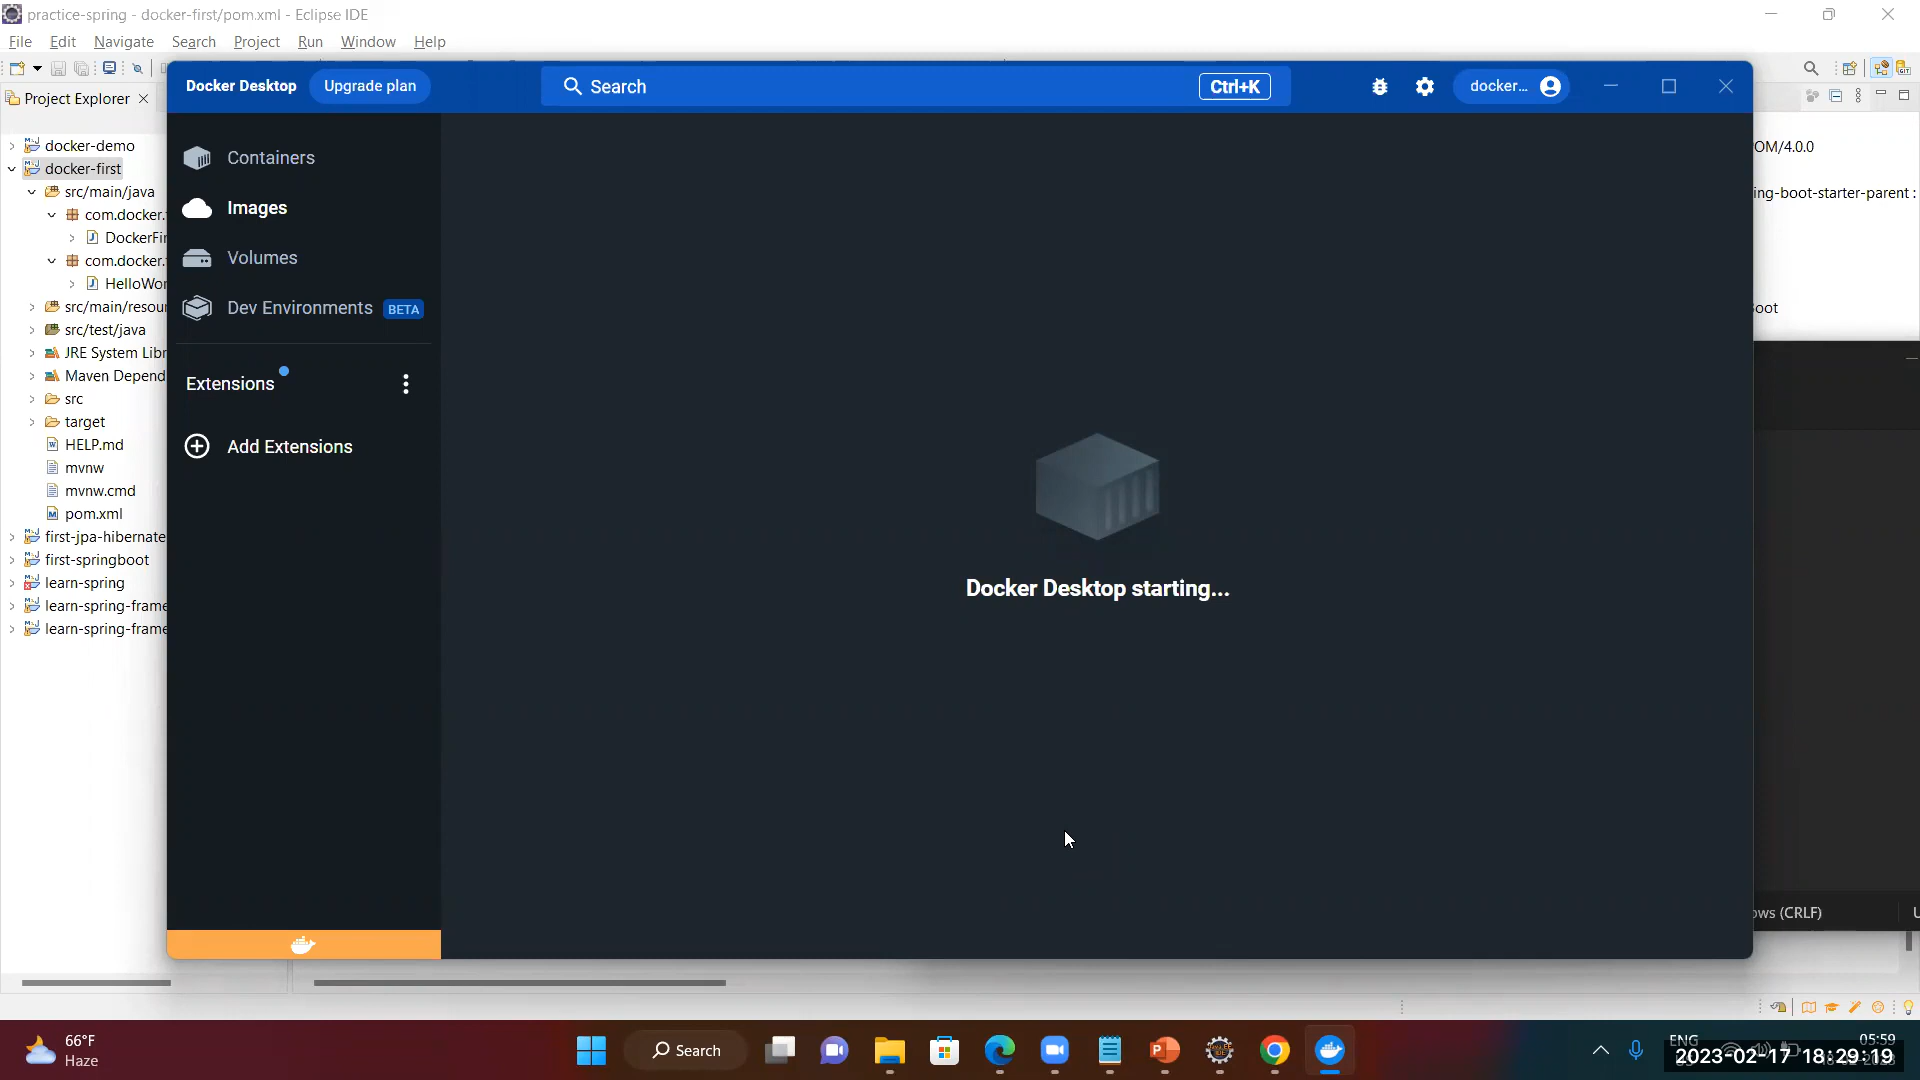 practice-spring - docker-first/pom.xml - Eclipse IDE
File Edit Navigate Search Project Run Window Help
Project Explorer
docker-demo
docker-first
src/main/java
com.docker.
DockerFir
com.docker.
HelloWor
src/main/resour
src/test/java
JRE System Libr
Maven Depend
src
target
HELP.md
mvnw
mvnw.cmd
pom.xml
first-jpa-hibernate
first-springboot
learn-spring
learn-spring-frame
learn-spring-frame
Docker Desktop Upgrade plan Search Ctrl+K docker...
Containers
Images
Volumes
Dev Environments BETA
Extensions
Add Extensions
Docker Desktop starting...
OM/4.0.0
ing-boot-starter-parent :
oot
ows (CRLF) U
66°F
Haze
Search
ENG
05:59
2023-02-17 18:29:19